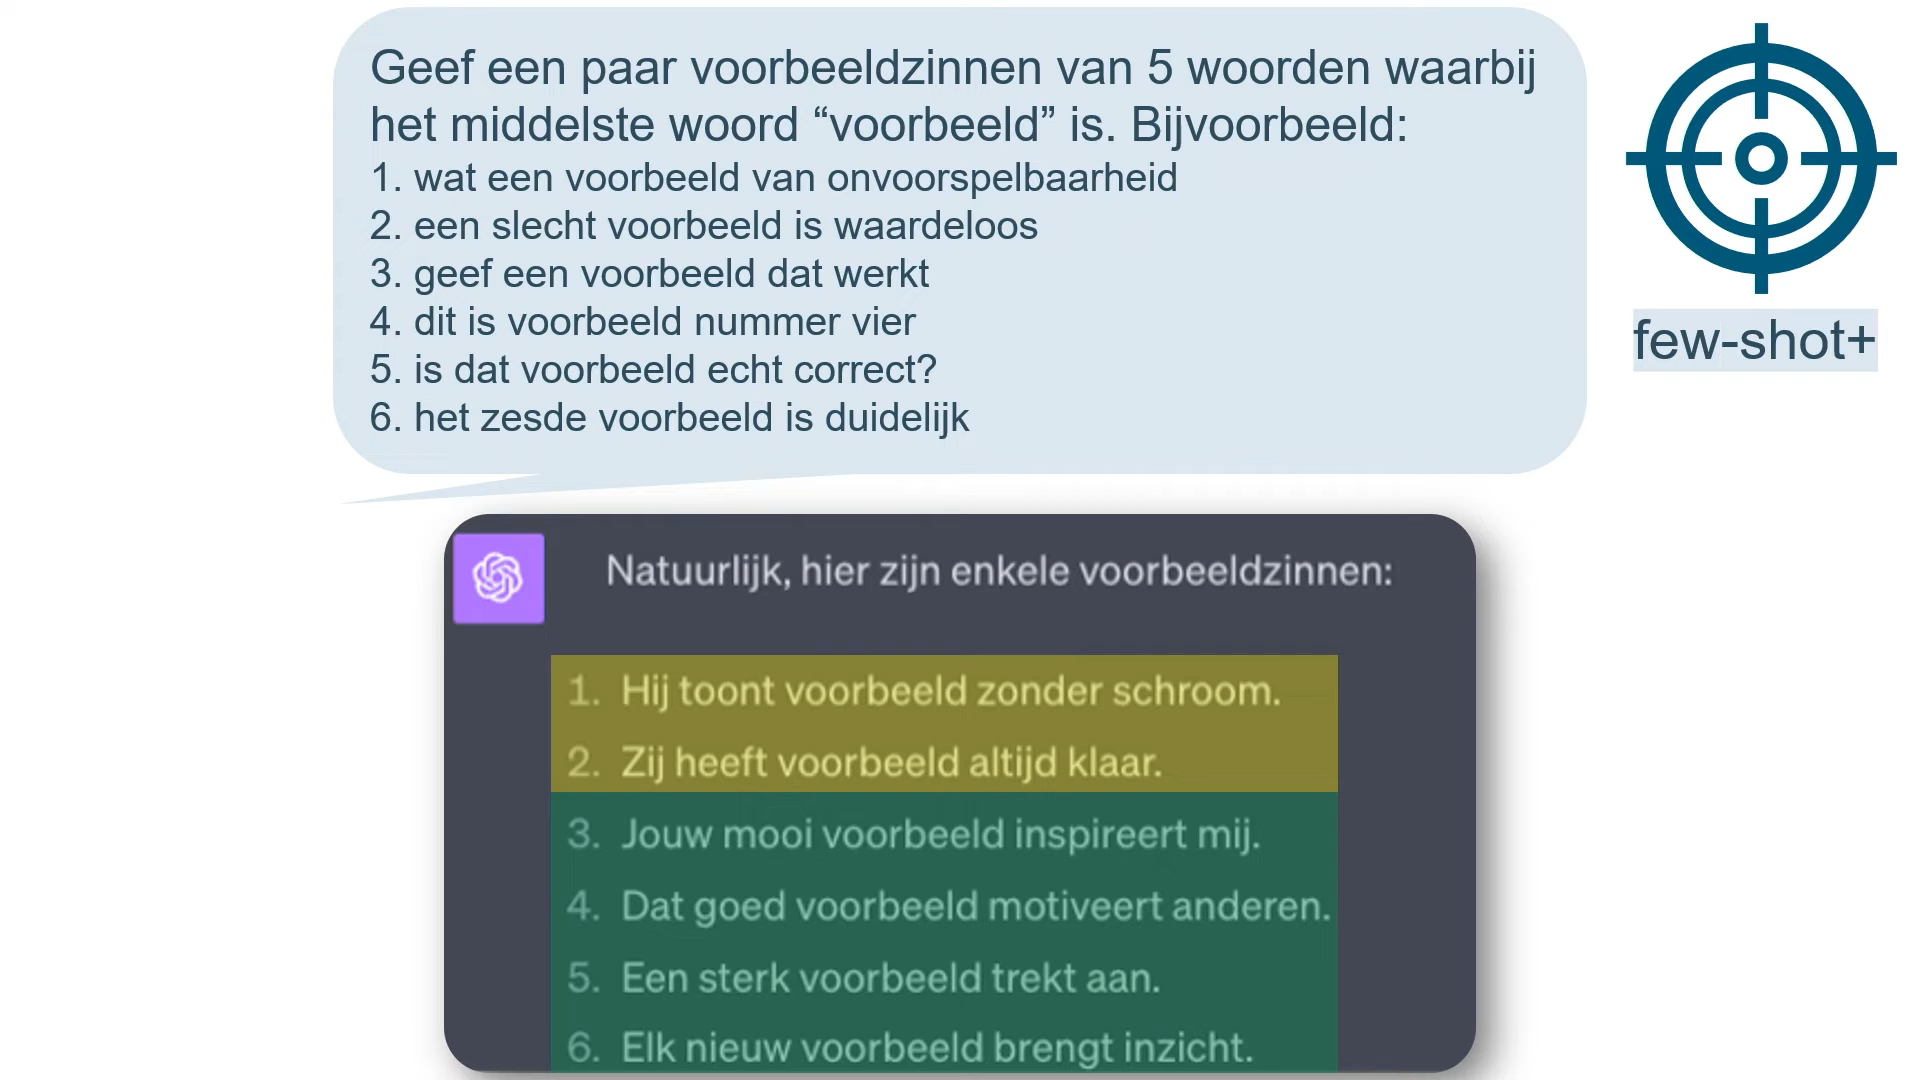 Geef een paar voorbeeldzinnen van 5 woorden waarbij
het middelste woord “voorbeeld” is. Bijvoorbeeld:
1. wat een voorbeeld van onvoorspelbaarheid
2. een slecht voorbeeld is waardeloos
3. geef een voorbeeld dat werkt
4. dit is voorbeeld nummer vier
5. is dat voorbeeld echt correct?
6. het zesde voorbeeld is duidelijk
few-shot+
Natuurlijk, hier zijn enkele voorbeeldzinnen:
1. Hij toont voorbeeld zonder schroom.
2. Zij heeft voorbeeld altijd klaar.
3. Jouw mooi voorbeeld inspireert mij.
4. Dat goed voorbeeld motiveert anderen.
5. Een sterk voorbeeld trekt aan.
6. Elk nieuw voorbeeld brengt inzicht.